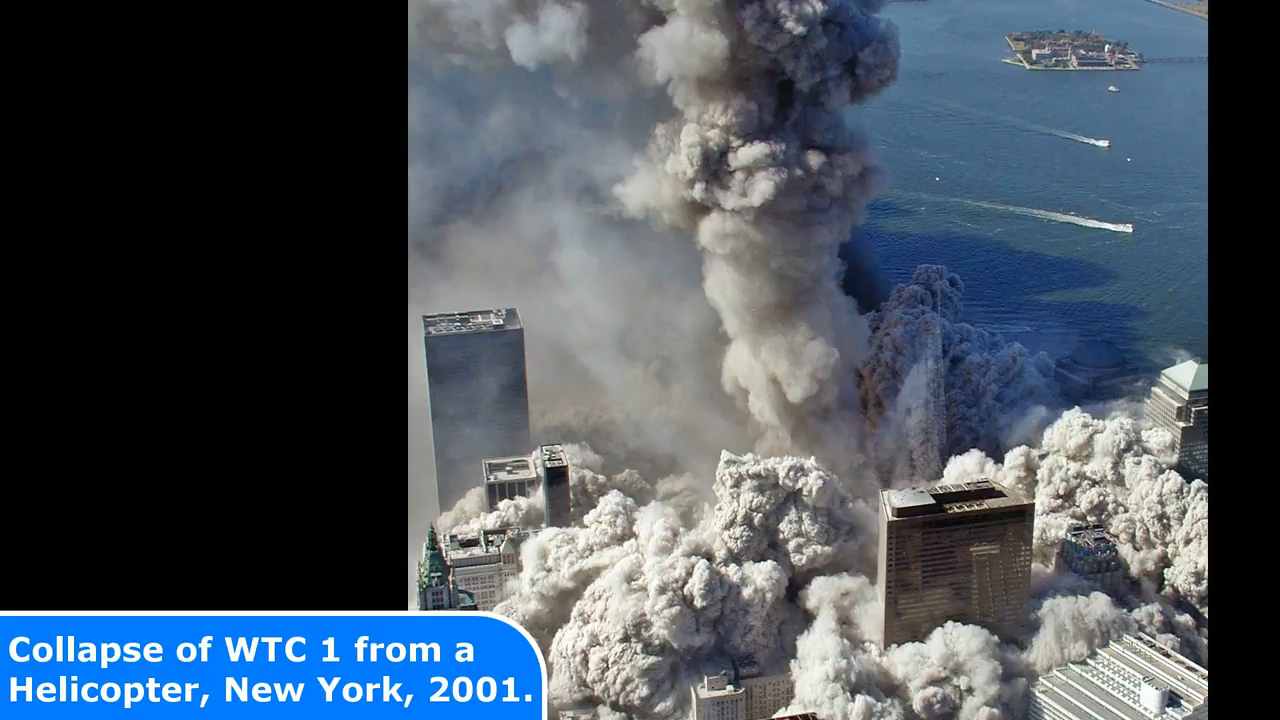 Collapse of WTC 1 from a
Helicopter, New York, 2001.